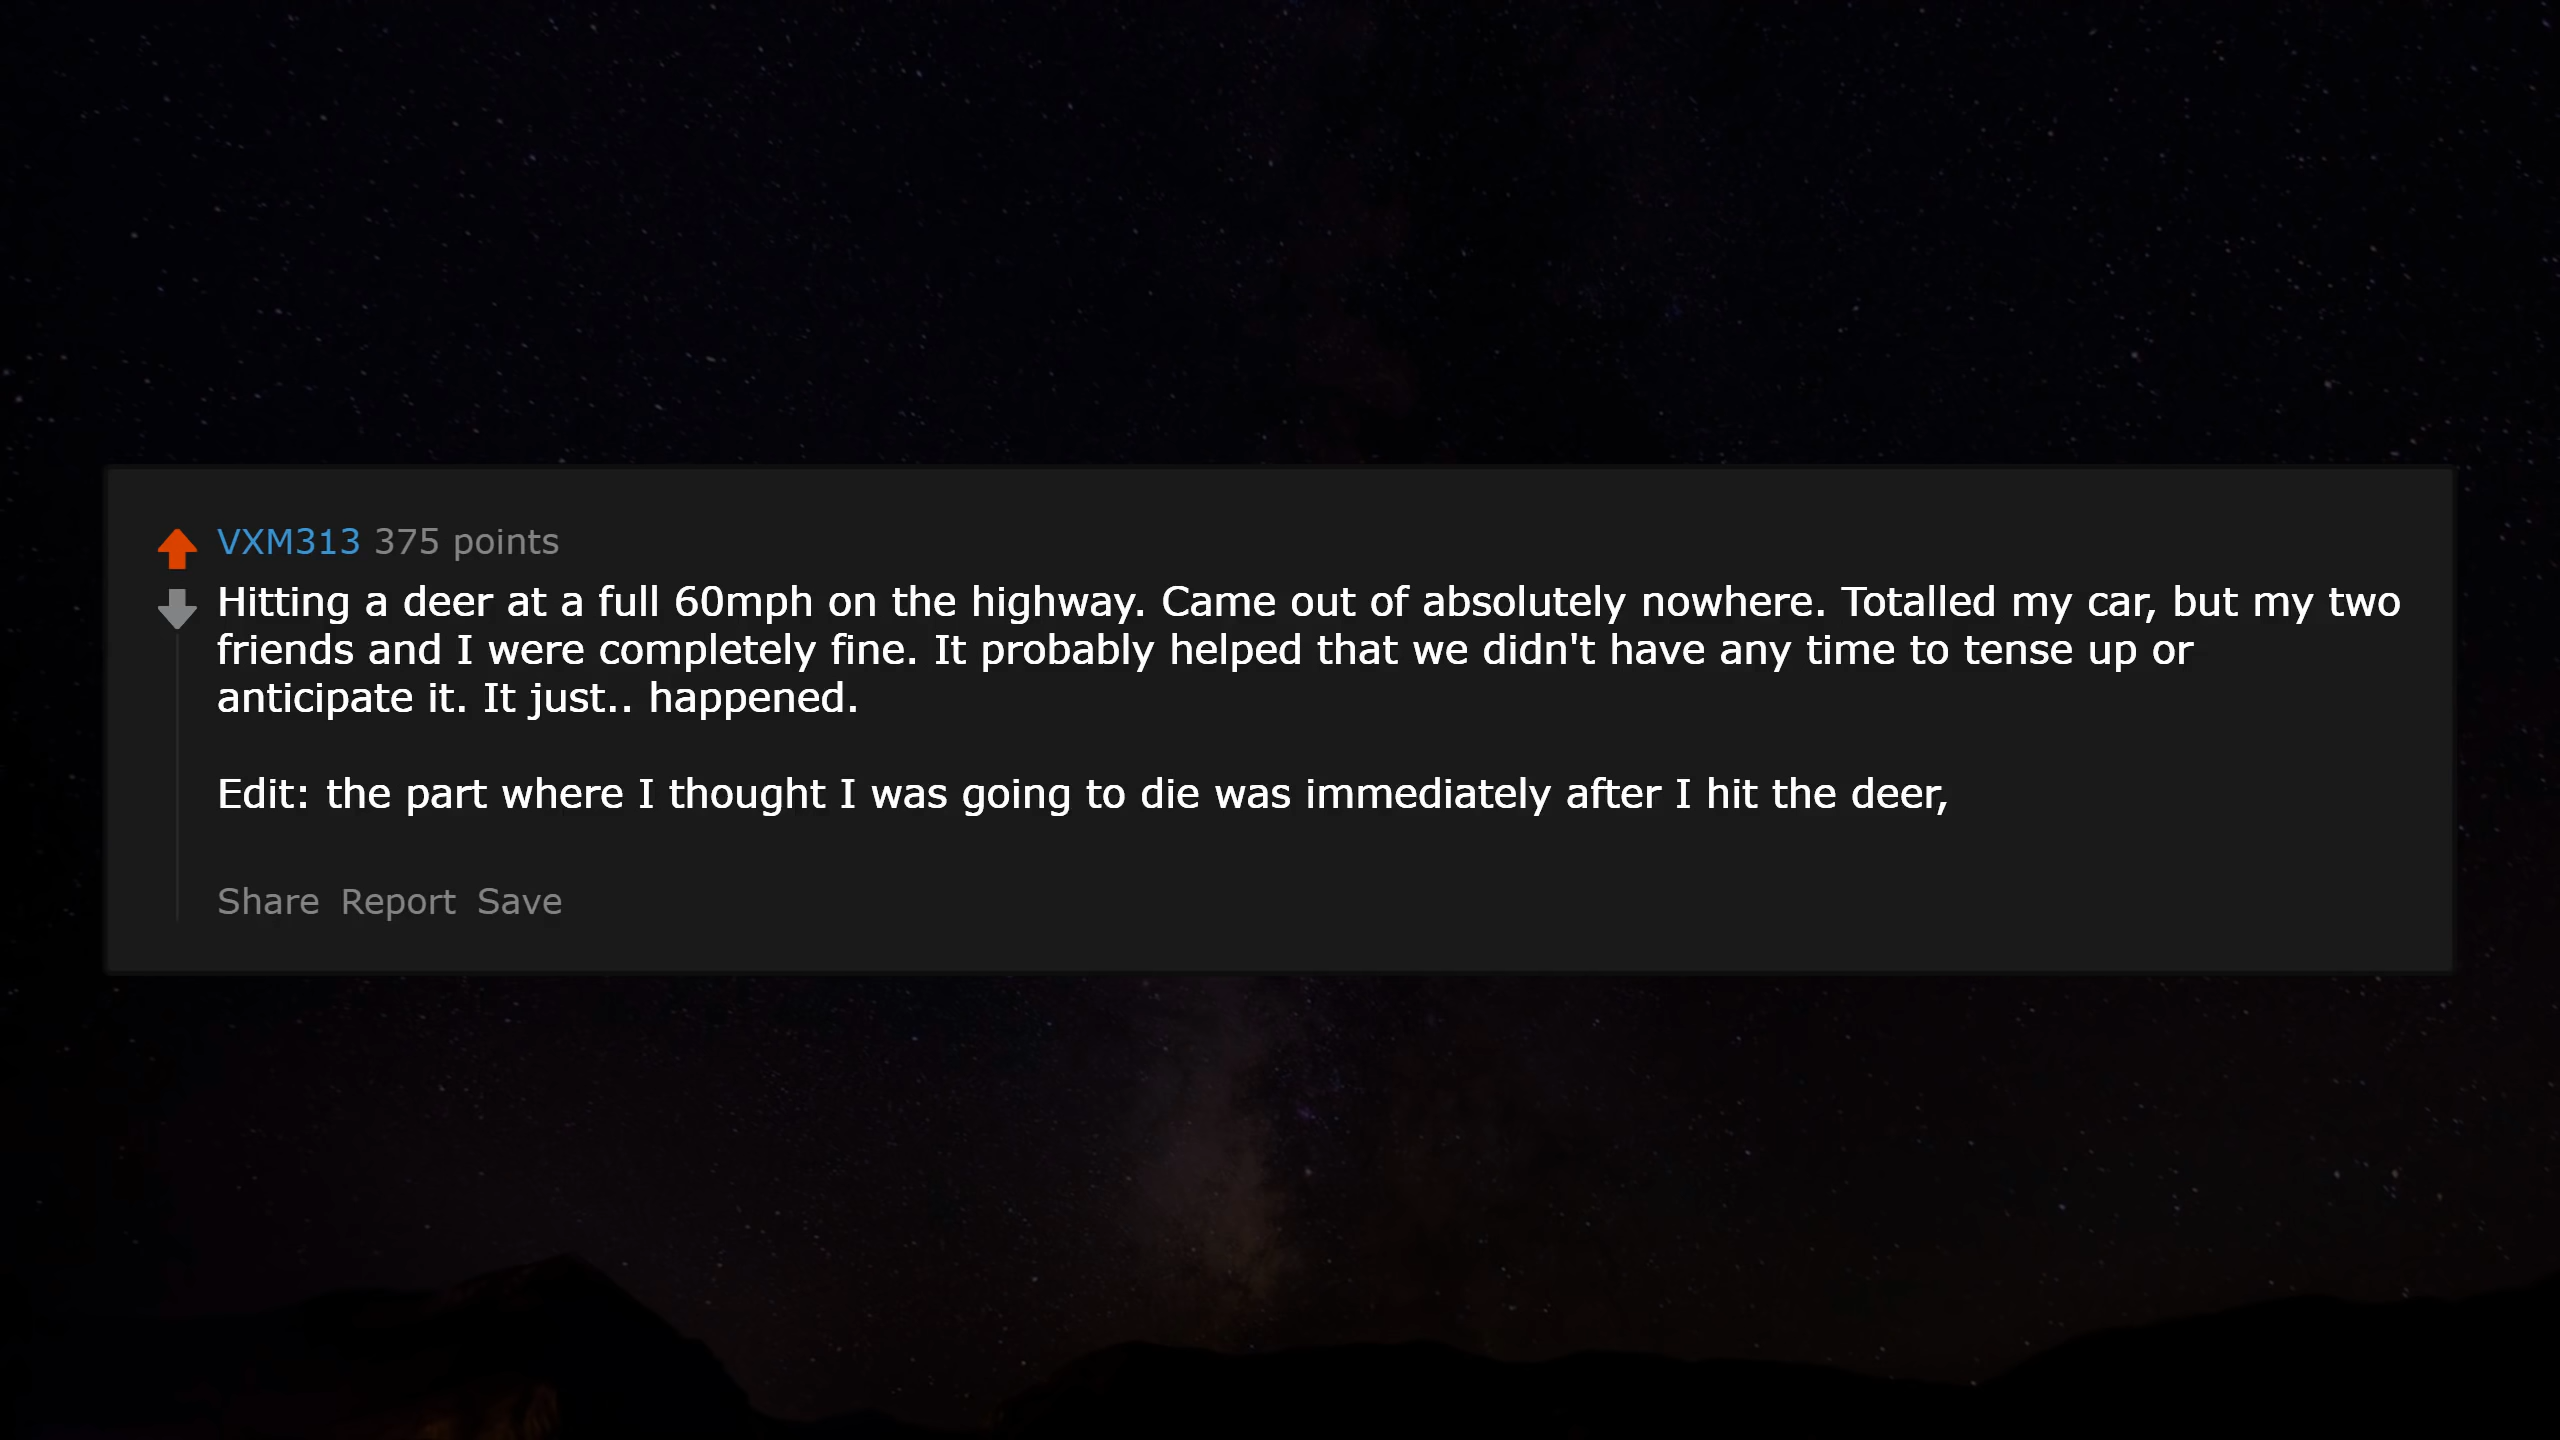 VXM313 375 points
Hitting a deer at a full 60mph on the highway. Came out of absolutely nowhere. Totalled my car, but my two
friends and I were completely fine. It probably helped that we didn't have any time to tense up or
anticipate it. It just.. happened.
Edit: the part where I thought I was going to die was immediately after I hit the deer,
Share Report Save